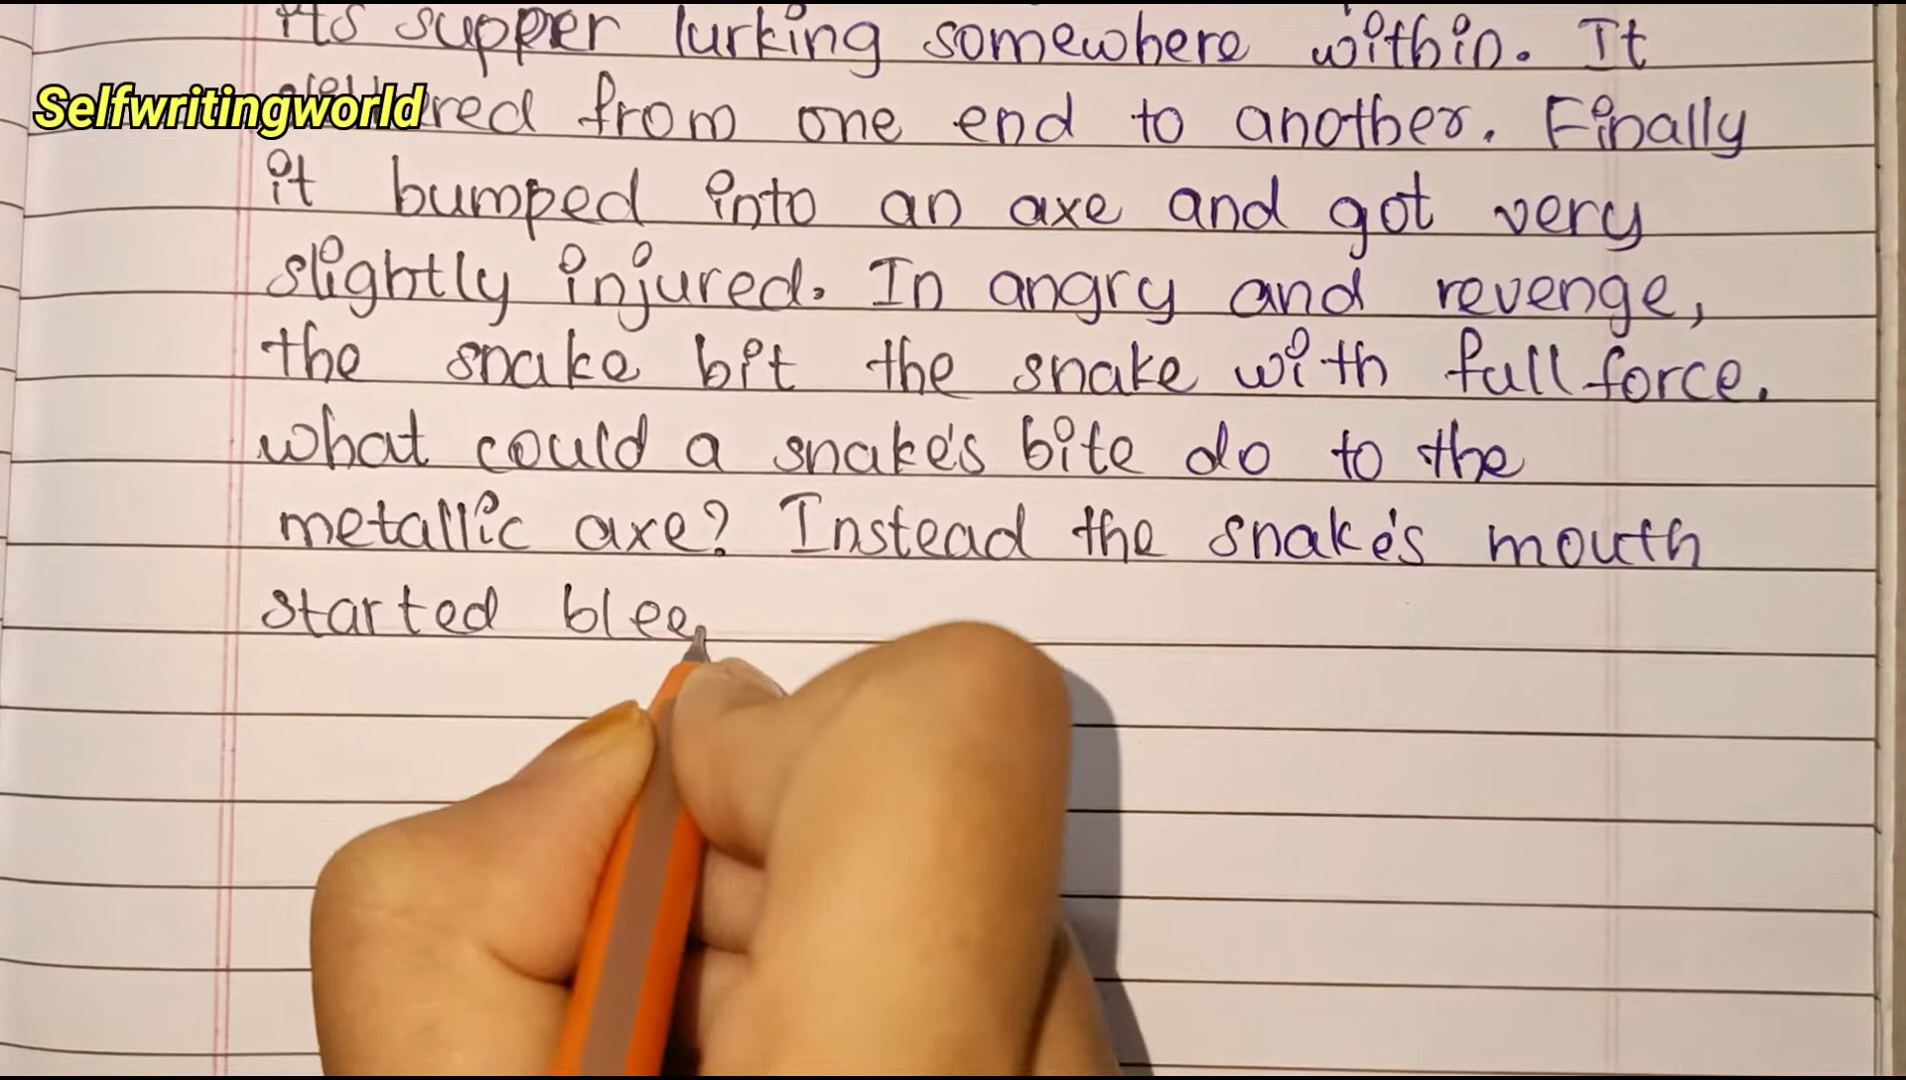 its supper lurking somewhere within. It
Selfwritingworld
red from one end to another. Finally
it bumped into an axe and got very
slightly injured. In angry and revenge,
the snake bit the snake with full force.
what could a snake's bite do to the
metallic axe? Instead the snake's mouth
started blee